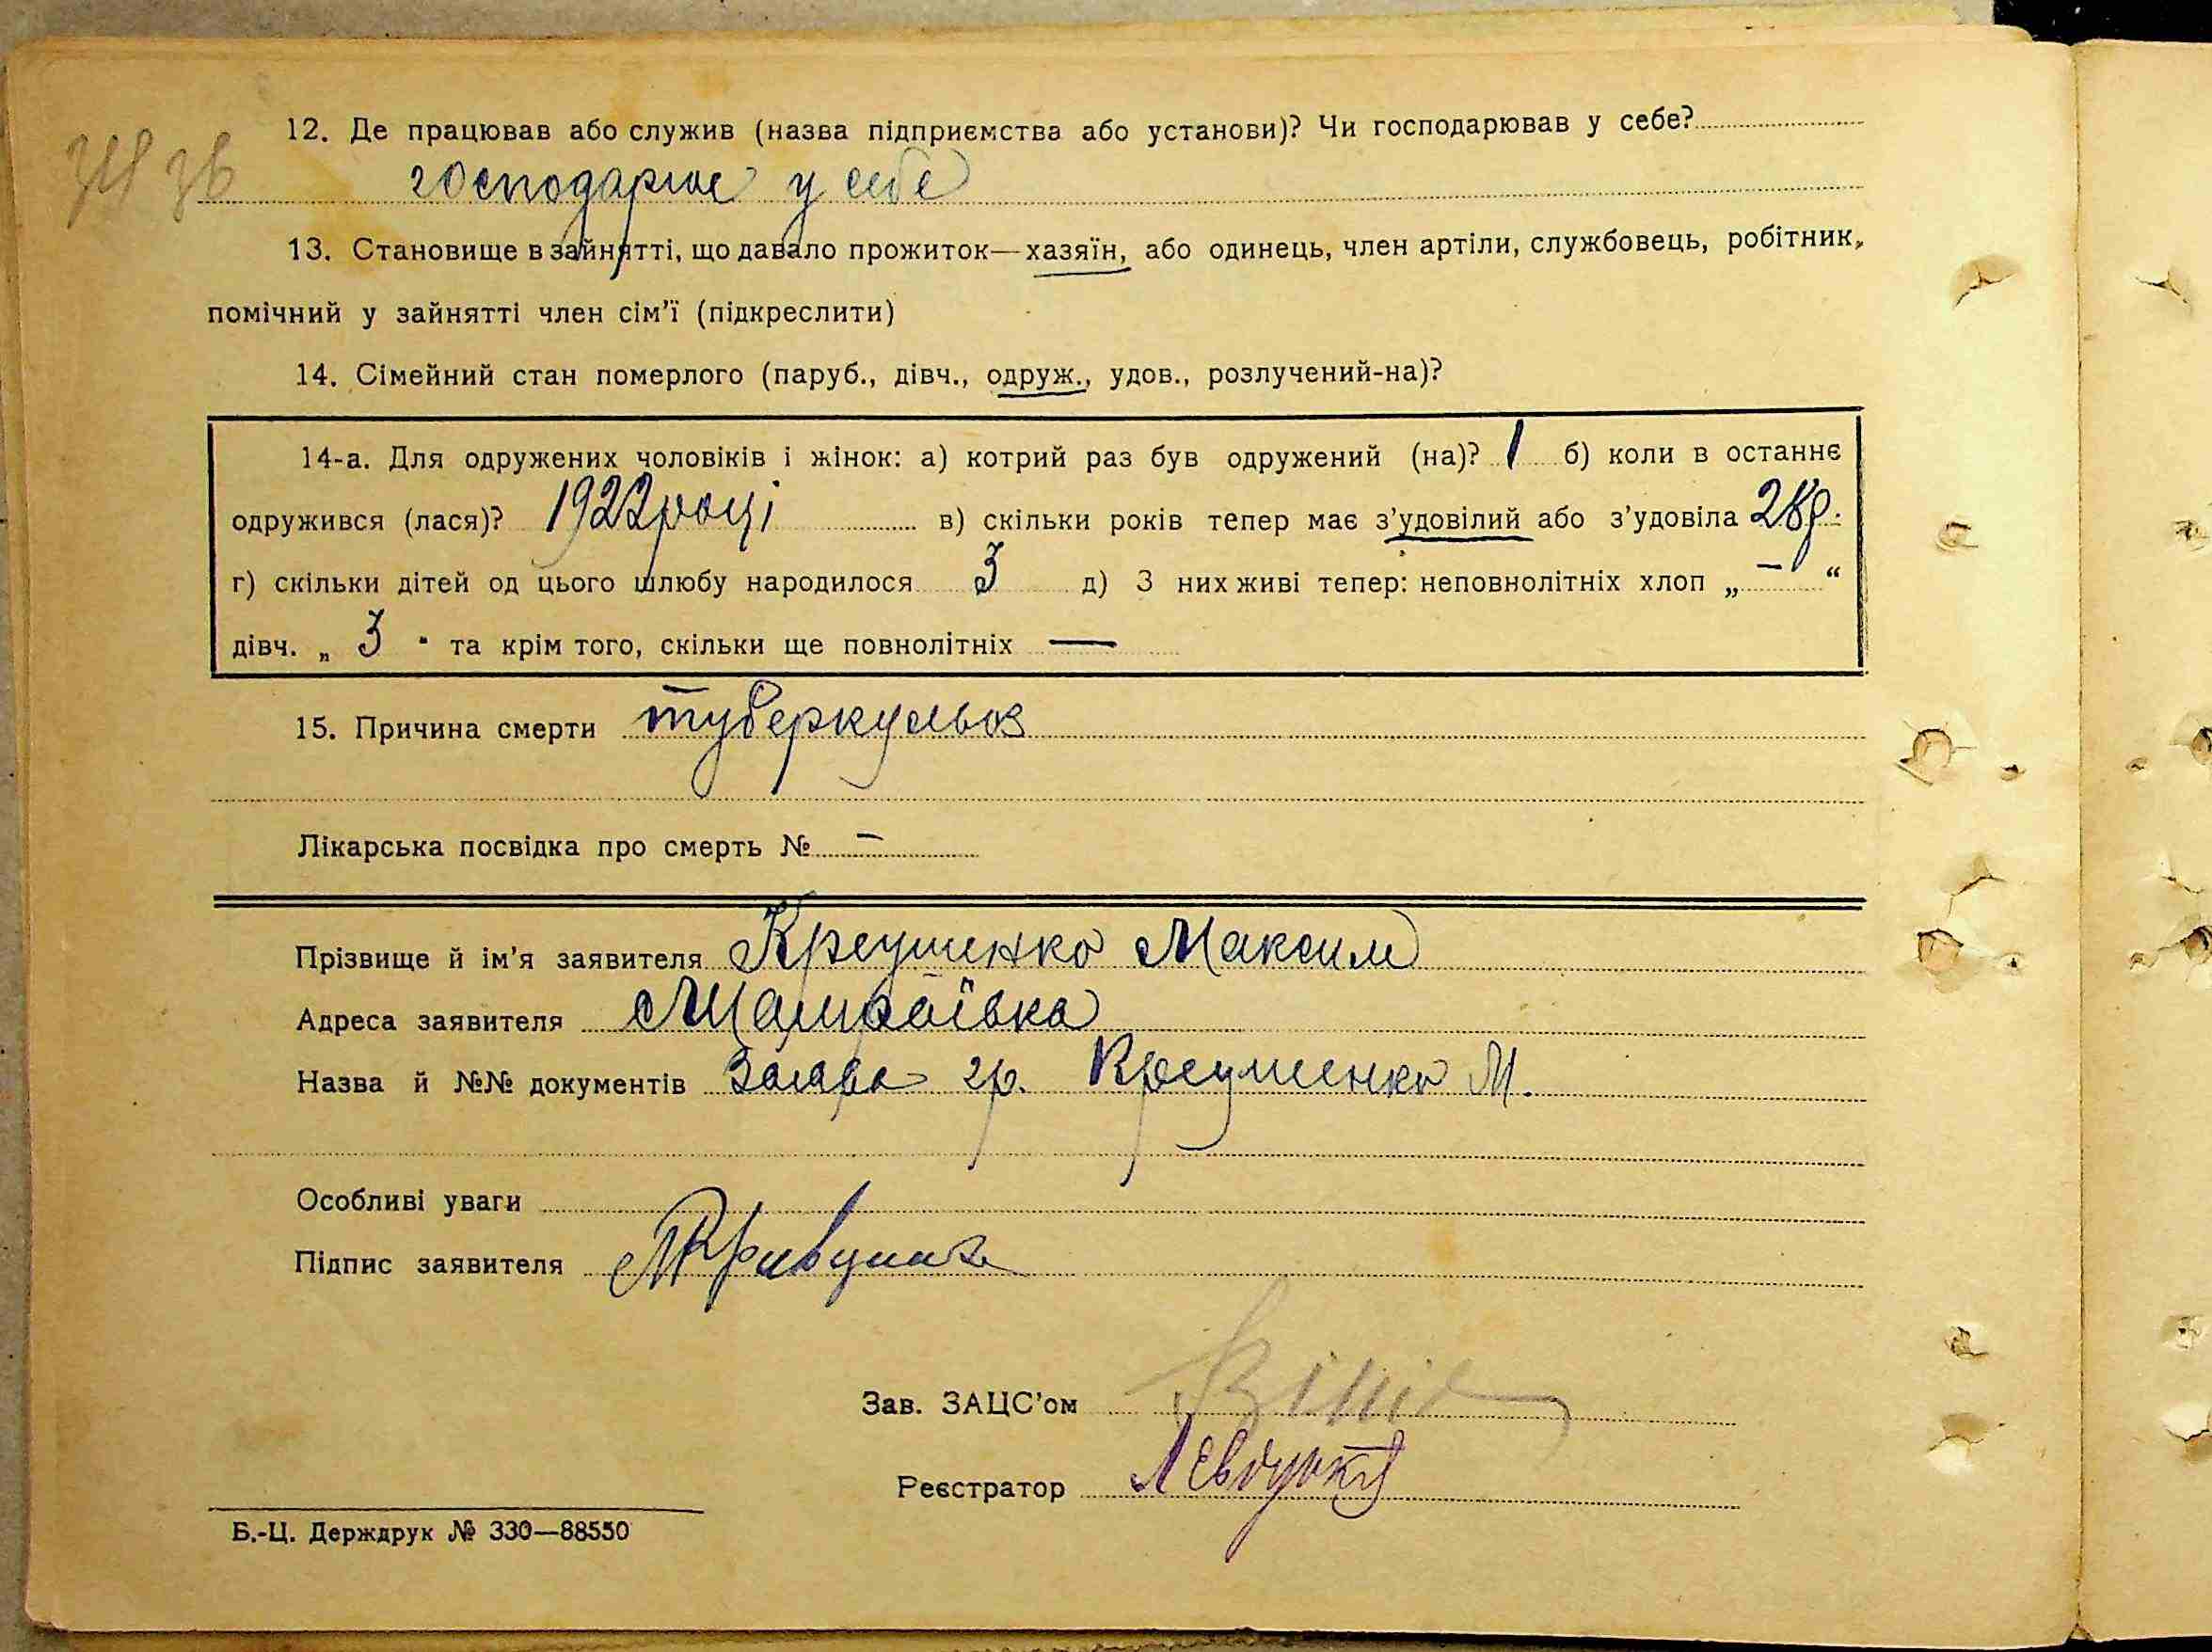 12. Де працював або служив (назва підприємства або установи)? Чи господарював у себе?
господарює у себе
13. Становище в зайнятті, що давало прожиток—хазяїн, або одинець, член артіли, службовець, робітник,
помічний у зайнятті член сім'ї (підкреслити)
14. Сімейний стан померлого (паруб., дівч., одруж., удов., розлучений-на)?
14-а. Для одружених чоловіків і жінок: а) котрий раз був одружений (на)? 1 б) коли в останнє
одружився (лася)? 1922 році в) скільки років тепер має з'удовілий або з'удовіла 28 р.
г) скільки дітей од цього шлюбу народилося 3 д) З них живі тепер: неповнолітніх хлоп „ — “
дівч. „ 3 " та крім того, скільки ще повнолітніх —
15. Причина смерти туберкульоз
Лікарська посвідка про смерть № —
Прізвище й ім'я заявителя Максим
Адреса заявителя
Назва й №№ документів гр. М.
Особливі уваги
Підпис заявителя
Зав. ЗАЦС'ом
Реєстратор
Б.-Ц. Держдрук № 330—88550